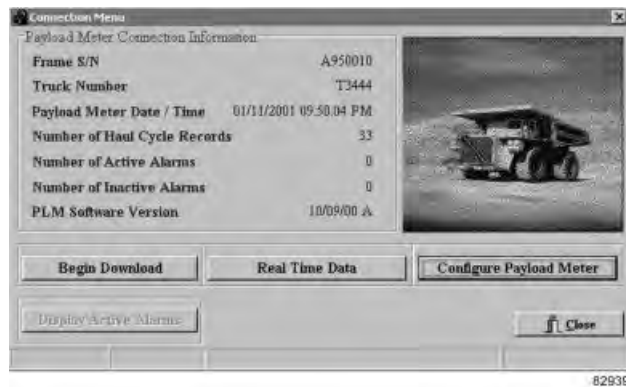 Connection Menu
Payload Meter Connection Information
Frame S/N A950010
Truck Number T3444
Payload Meter Date / Time 01/11/2001 09:50:04 PM
Number of Haul Cycle Records 33
Number of Active Alarms 0
Number of Inactive Alarms 0
PLM Software Version 10/09/00 A
Begin Download Real Time Data Configure Payload Meter
Display Active Alarms Close
82939